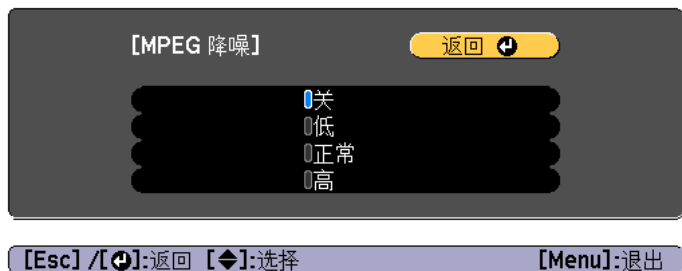 [MPEG 降噪] 返回
关
低
正常
高
[Esc] /[]:返回 []:选择 [Menu]:退出